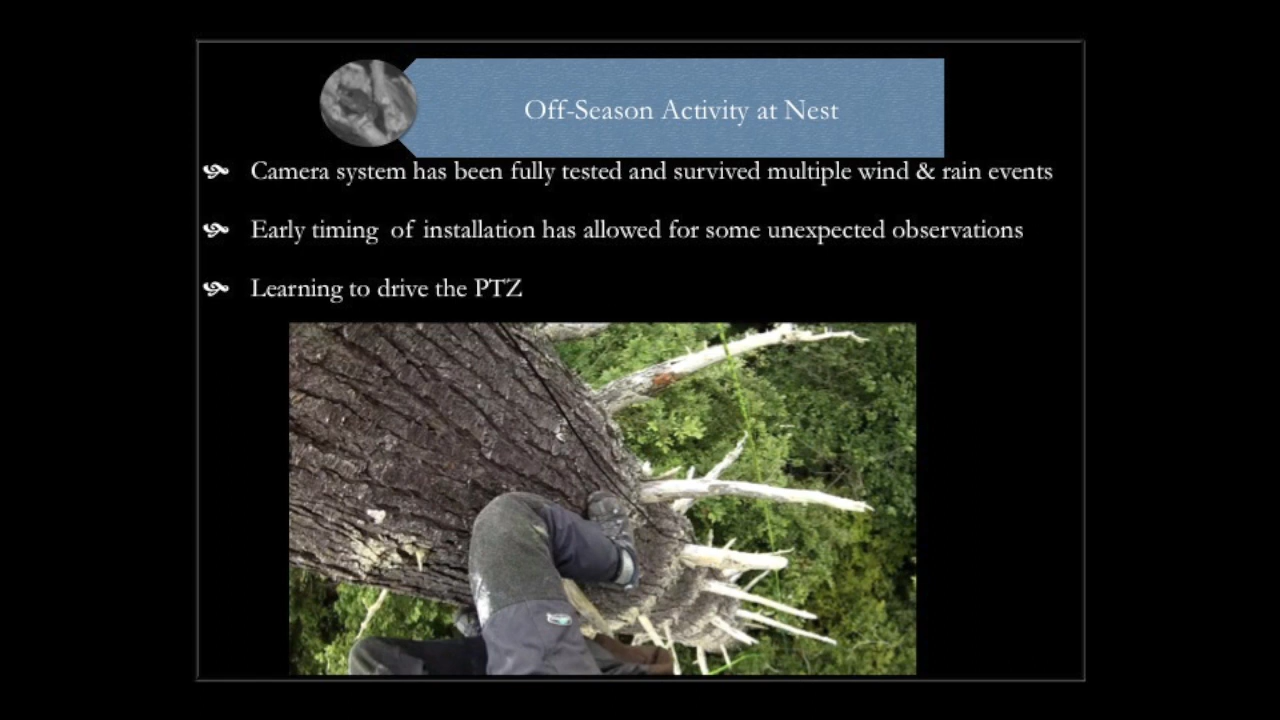 Off-Season Activity at Nest
Camera system has been fully tested and survived multiple wind & rain events
Early timing of installation has allowed for some unexpected observations
Learning to drive the PTZ